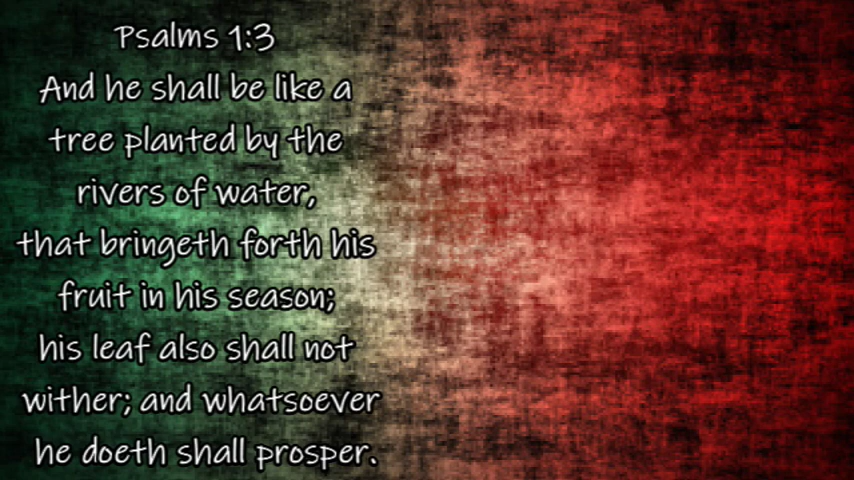 Psalms 1:3
And he shall be like a
tree planted by the
rivers of water,
that bringeth forth his
fruit in his season;
his leaf also shall not
wither; and whatsoever
he doeth shall prosper.